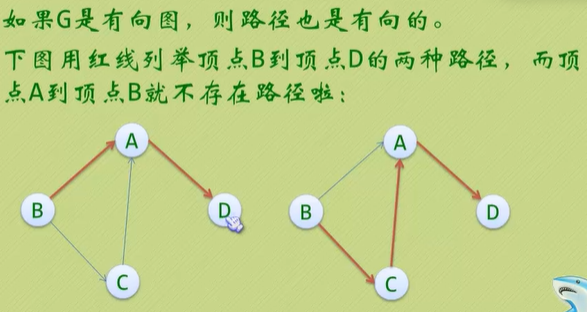 如果G是有向图，则路径也是有向的。
下图用红线列举顶点B到顶点D的两种路径，而顶
点A到顶点B就不存在路径啦：
A
A
B
D
B
D
C
C